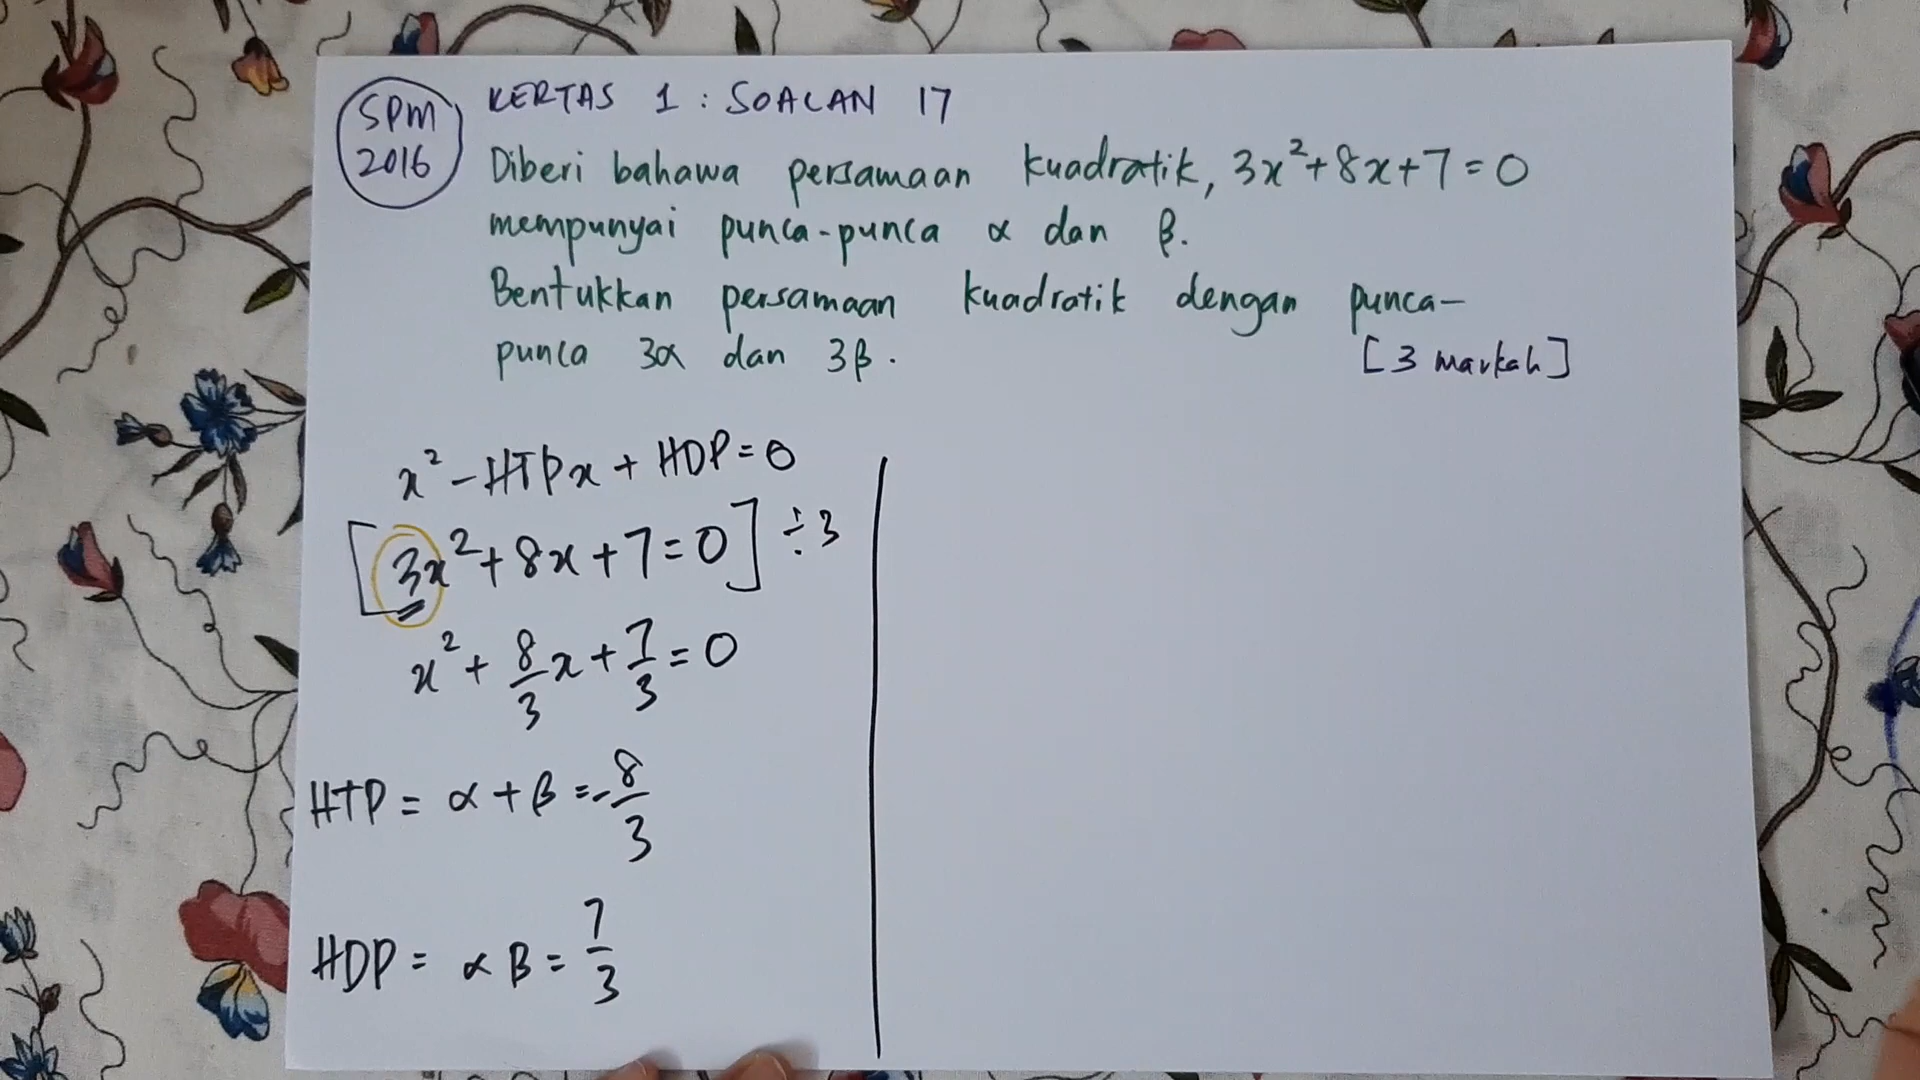 SPM
2016
KERTAS 1 : SOALAN 17
Diberi bahawa persamaan kuadratik, 3x²+8x+7=0
mempunyai punca-punca α dan β.
Bentukkan persamaan kuadratik dengan punca-
punca 3α dan 3β.
[3 markah]
x² - HTPx + HDP = 0
[3x² + 8x + 7 = 0] ÷ 3
x² + 8/3 x + 7/3 = 0
HTP = α + β = -8/3
HDP = αβ = 7/3